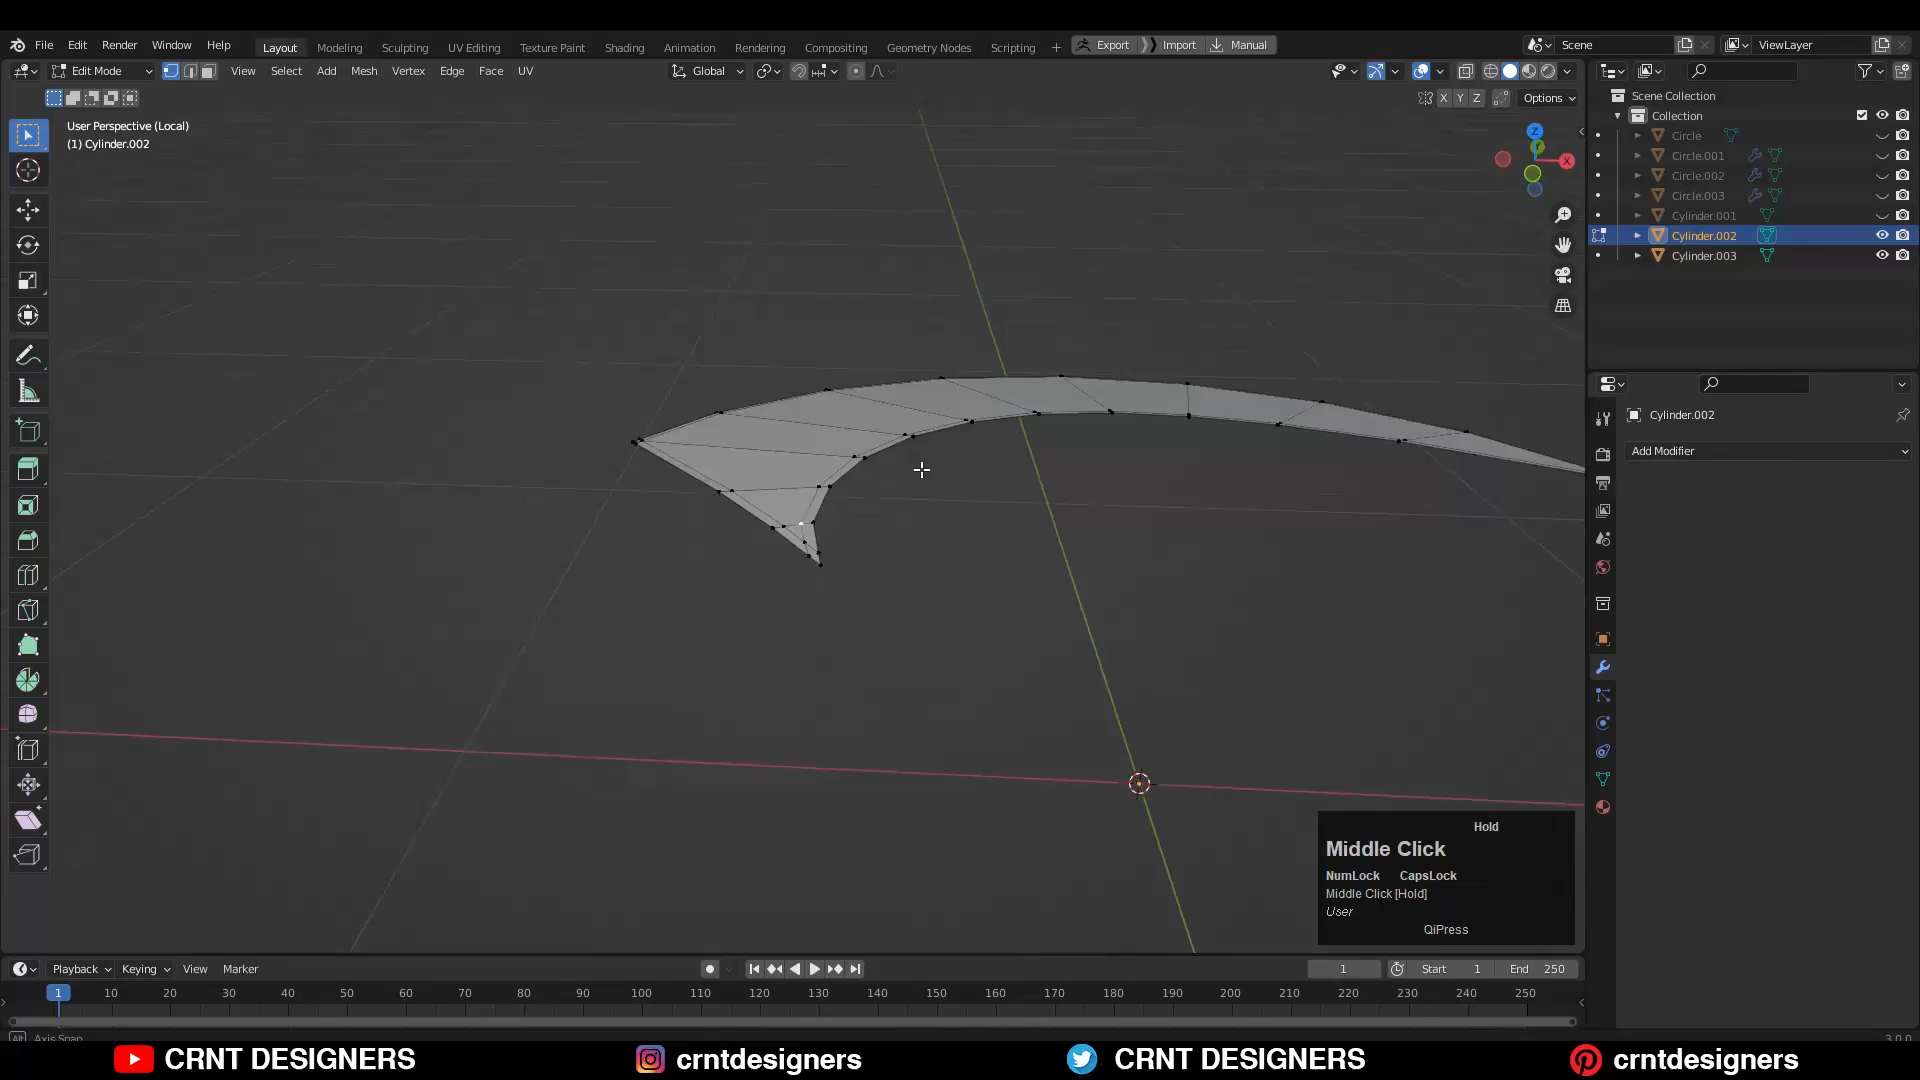 File Edit Render Window Help
Layout Modeling Sculpting UV Editing Texture Paint Shading Animation Rendering Compositing Geometry Nodes Scripting +
Export Import Manual
Scene ViewLayer
Edit Mode View Select Add Mesh Vertex Edge Face UV
Global
X Y Z Options
User Perspective (Local)
(1) Cylinder.002
Z
X
Scene Collection
Collection
Circle
Circle.001
Circle.002
Circle.003
Cylinder.001
Cylinder.002
Cylinder.003
Cylinder.002
Add Modifier
Hold
Middle Click
NumLock CapsLock
Middle Click [Hold]
User
QiPress
Playback Keying View Marker
1 Start 1 End 250
1 10 20 30 40 50 60 70 80 90 100 110 120 130 140 150 160 170 180 190 200 210 220 230 240 250
Alt Axis Snap
3.0.0
CRNT DESIGNERS crntdesigners CRNT DESIGNERS crntdesigners